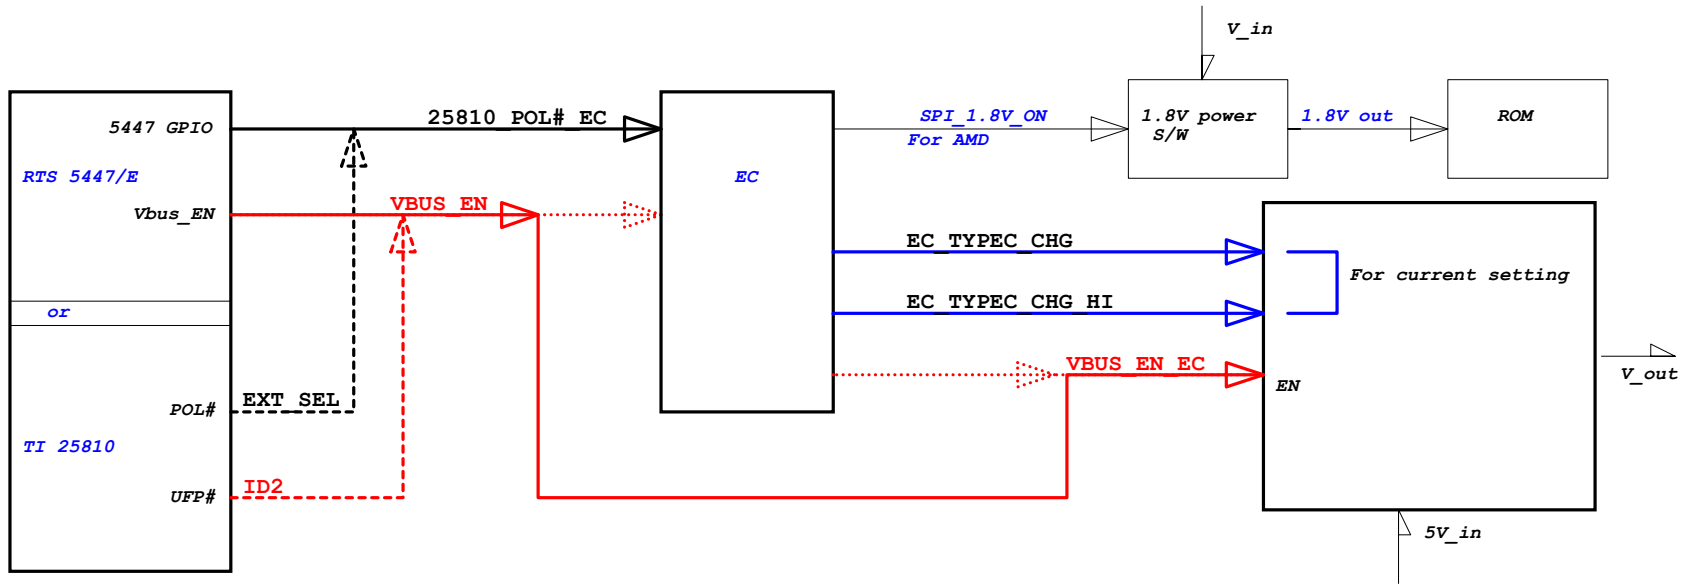 V_in
5447 GPIO
25810_POL#_EC
SPI_1.8V_ON
For AMD
1.8V power
S/W
1.8V out
ROM
RTS 5447/E
EC
Vbus_EN
VBUS_EN
EC_TYPEC_CHG
For current setting
EC_TYPEC_CHG_HI
or
VBUS_EN_EC
EN
V_out
POL#
EXT_SEL
TI 25810
UFP#
ID2
5V_in